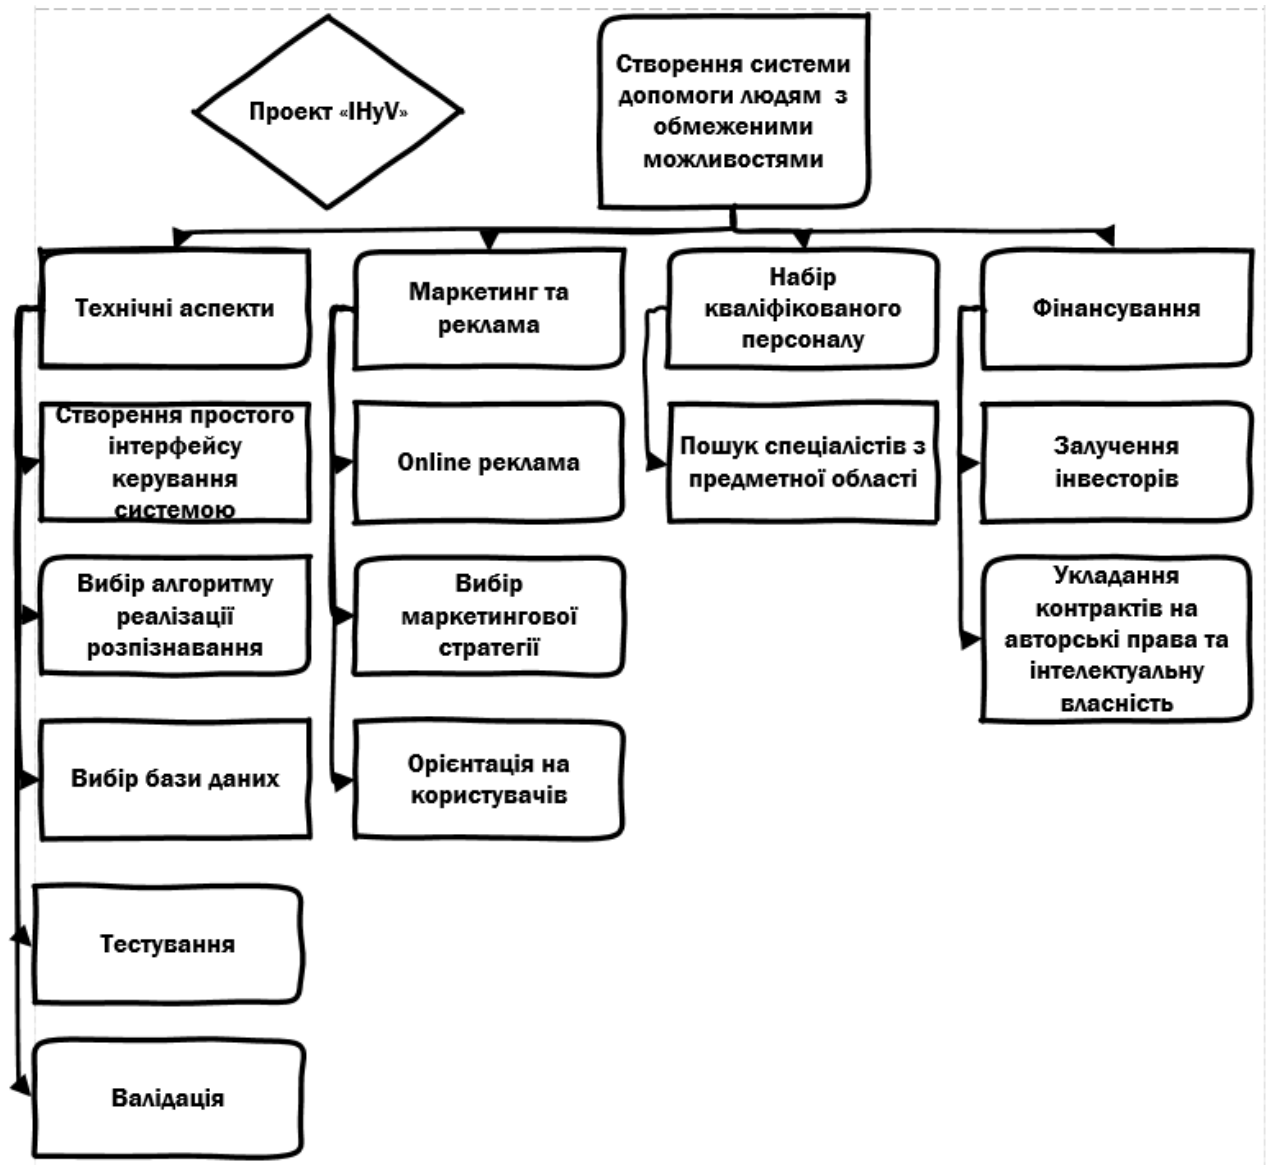 Проект «IHyV»
Створення системи
допомоги людям з
обмеженими
можливостями
Технічні аспекти
Маркетинг та
реклама
Набір
кваліфікованого
персоналу
Фінансування
Створення простого
інтерфейсу
керування
системою
Online реклама
Пошук спеціалістів з
предметної області
Залучення
інвесторів
Вибір алгоритму
реалізації
розпізнавання
Вибір
маркетингової
стратегії
Укладання
контрактів на
авторські права та
інтелектуальну
власність
Вибір бази даних
Орієнтація на
користувачів
Тестування
Валідація